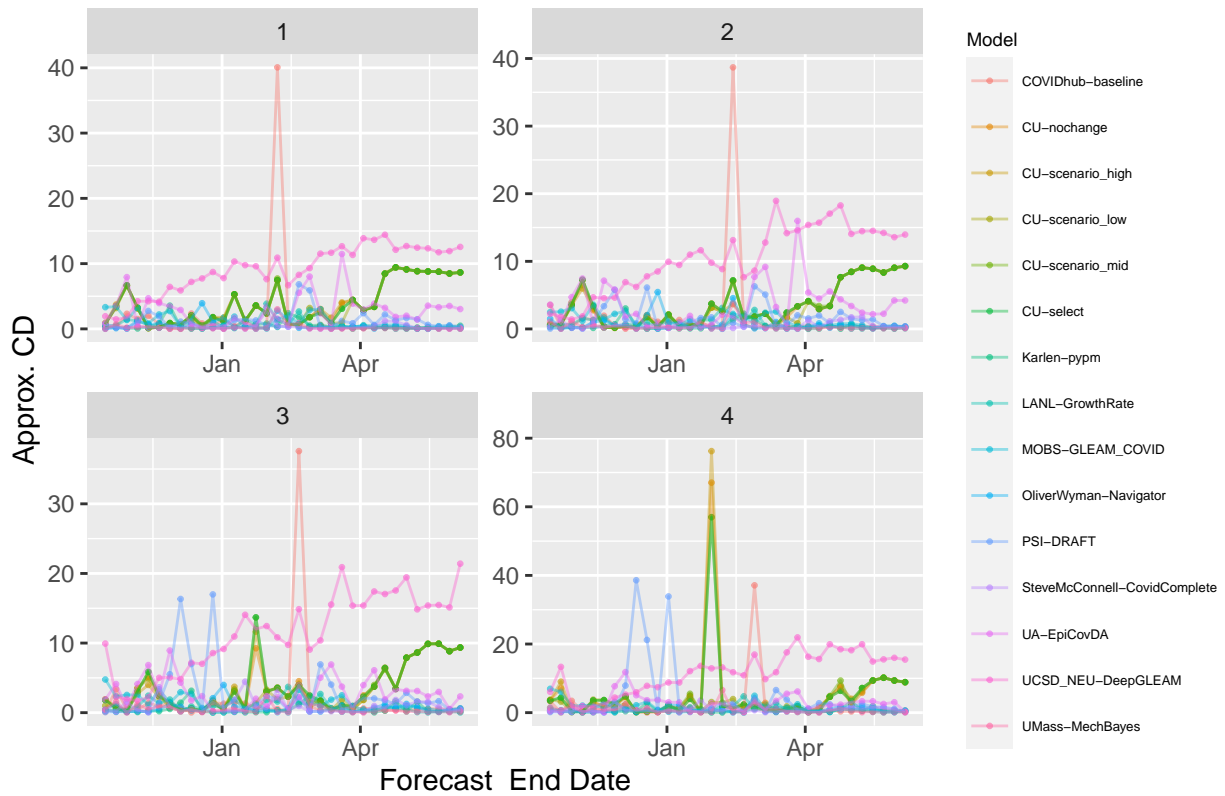 1
2
40
30
20
10
0
40
30
20
10
0
Jan
Apr
Jan
Apr
3
4
30
20
10
0
80
60
40
20
0
Jan
Apr
Jan
Apr
Approx. CD
Forecast  End Date
Model
COVIDhub−baseline
CU−nochange
CU−scenario_high
CU−scenario_low
CU−scenario_mid
CU−select
Karlen−pypm
LANL−GrowthRate
MOBS−GLEAM_COVID
OliverWyman−Navigator
PSI−DRAFT
SteveMcConnell−CovidComplete
UA−EpiCovDA
UCSD_NEU−DeepGLEAM
UMass−MechBayes